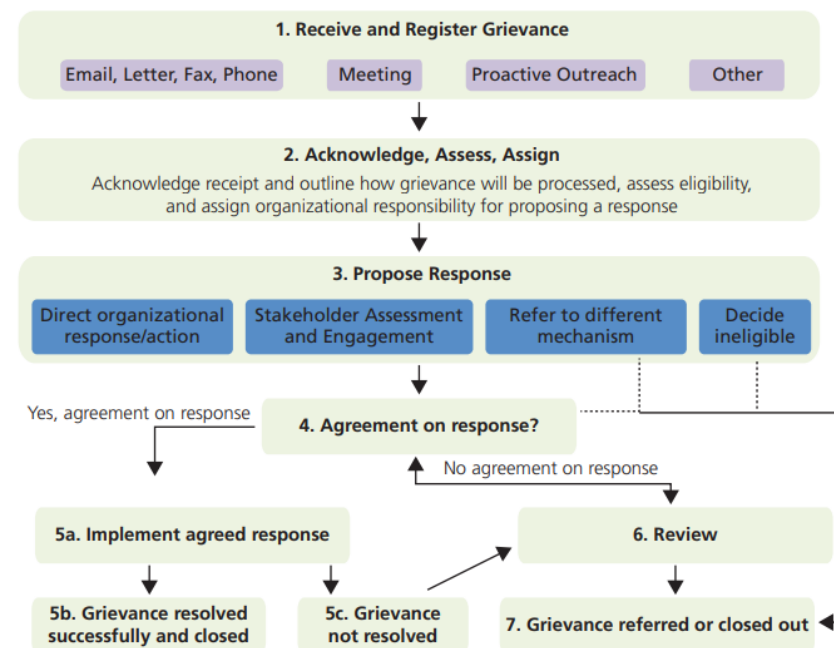 1. Receive and Register Grievance
Email, Letter, Fax, Phone
Meeting
Proactive Outreach
Other
2. Acknowledge, Assess, Assign
Acknowledge receipt and outline how grievance will be processed, assess eligibility,
and assign organizational responsibility for proposing a response
3. Propose Response
Direct organizational
response/action
Stakeholder Assessment
and Engagement
Refer to different
mechanism
Decide
ineligible
Yes, agreement on response
4. Agreement on response?
No agreement on response
5a. Implement agreed response
6. Review
5b. Grievance resolved
successfully and closed
5c. Grievance
not resolved
7. Grievance referred or closed out